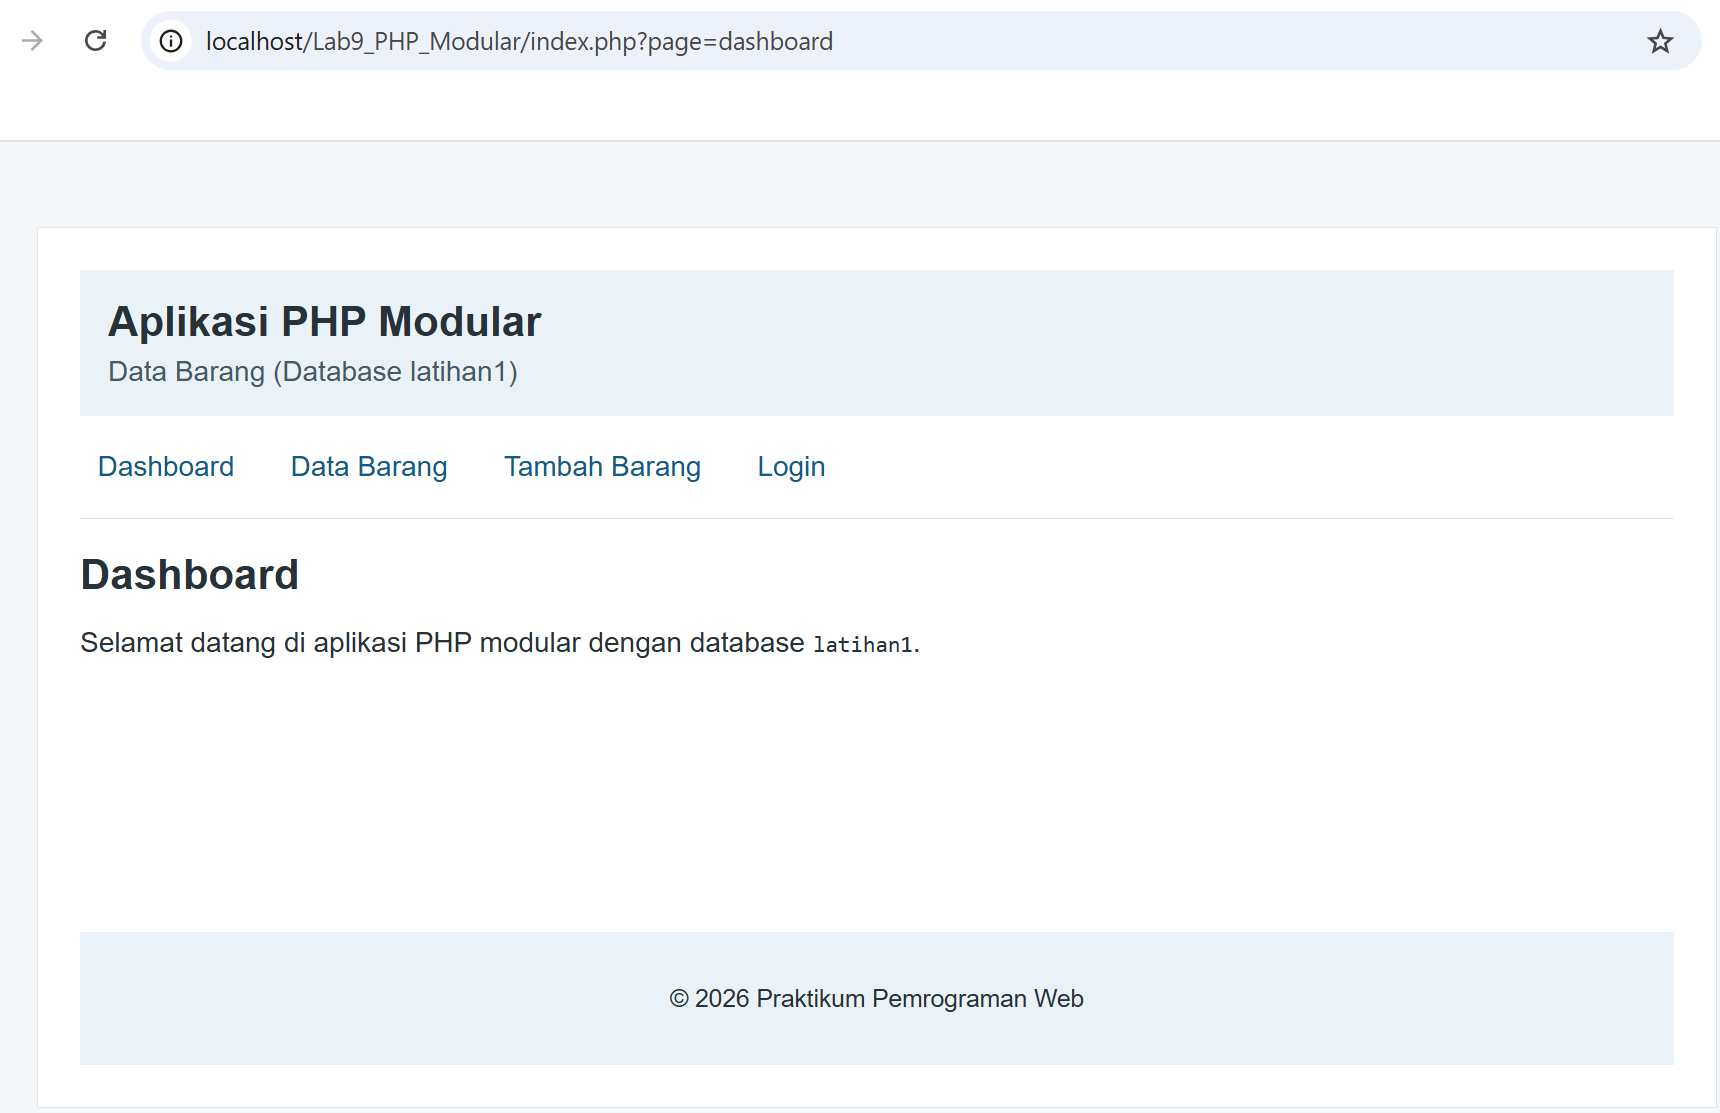 localhost/Lab9_PHP_Modular/index.php?page=dashboard
Aplikasi PHP Modular
Data Barang (Database latihan1)
Dashboard Data Barang Tambah Barang Login
Dashboard
Selamat datang di aplikasi PHP modular dengan database latihan1.
© 2026 Praktikum Pemrograman Web